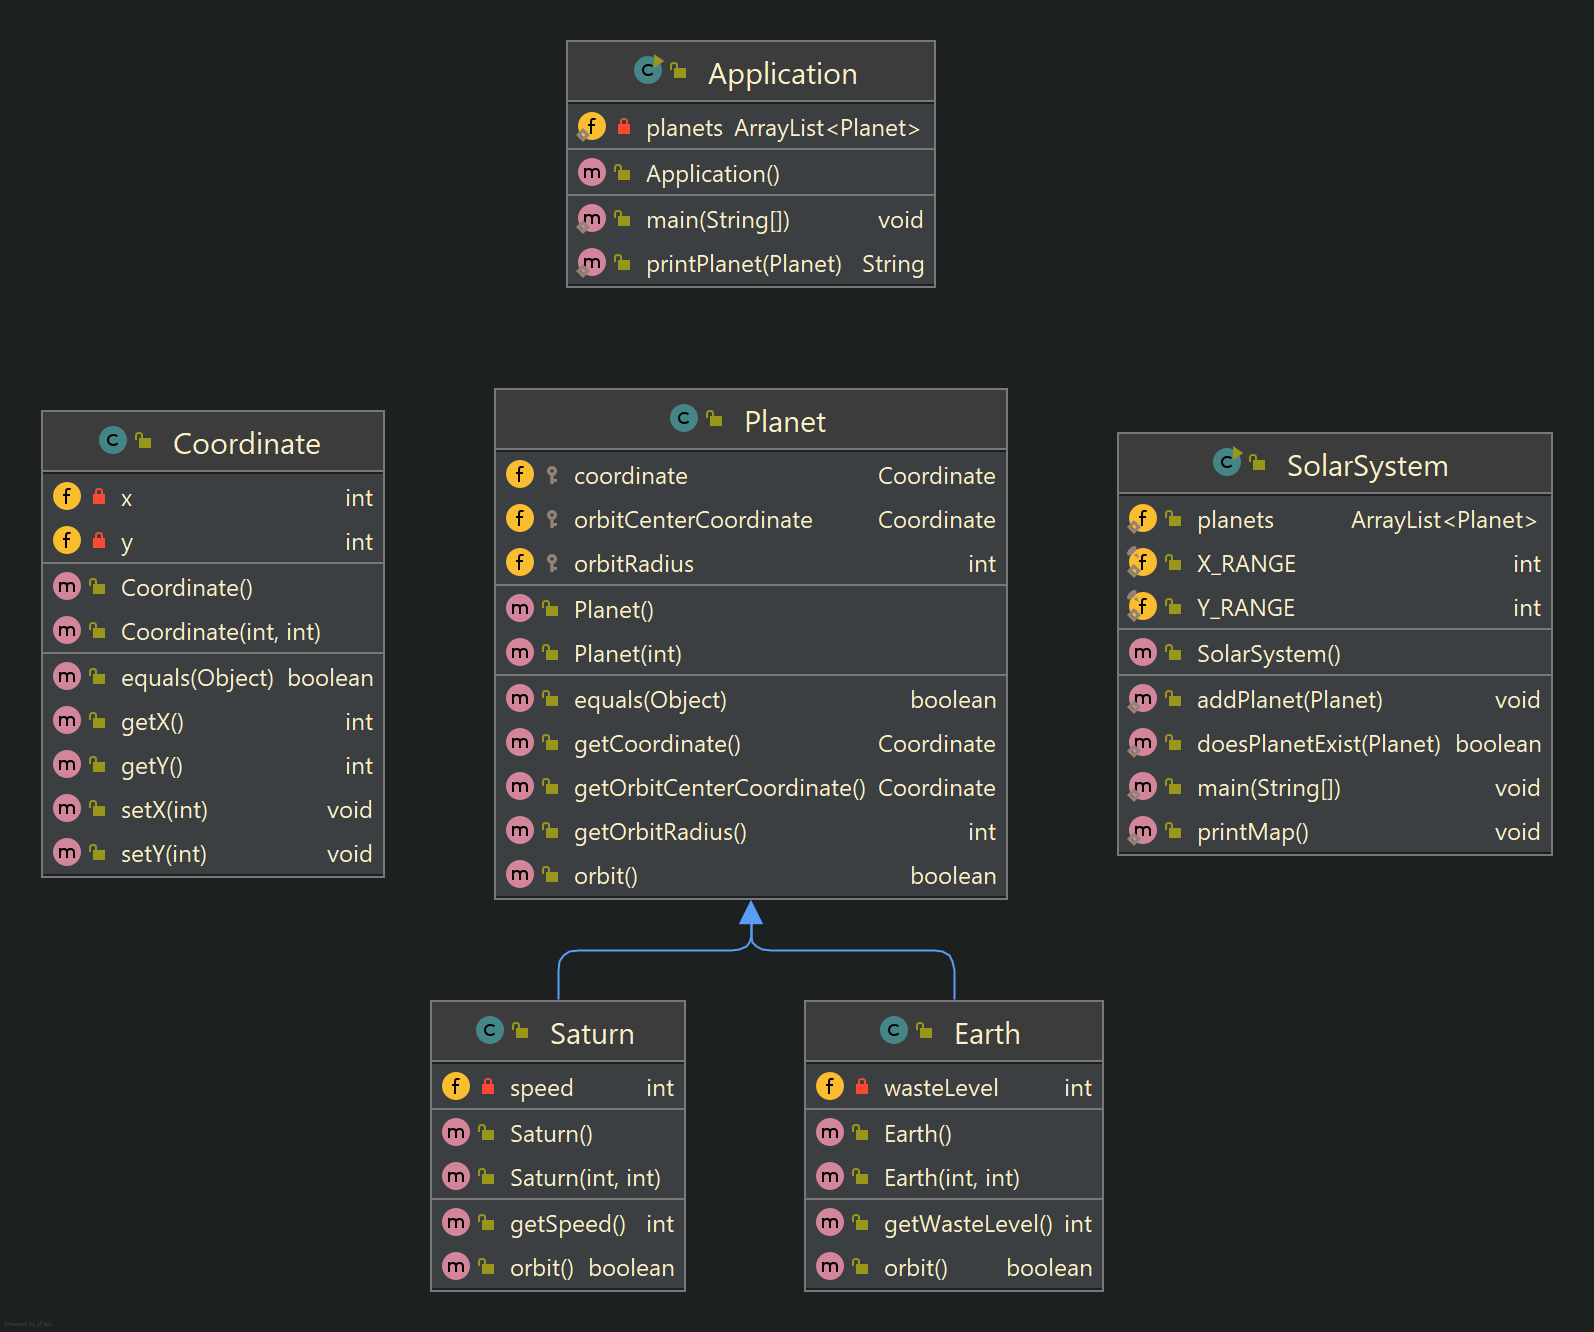 Application
planets ArrayList<Planet>
Application()
main(String[]) void
printPlanet(Planet) String
Coordinate
x int
y int
Coordinate()
Coordinate(int, int)
equals(Object) boolean
getX() int
getY() int
setX(int) void
setY(int) void
Planet
coordinate Coordinate
orbitCenterCoordinate Coordinate
orbitRadius int
Planet()
Planet(int)
equals(Object) boolean
getCoordinate() Coordinate
getOrbitCenterCoordinate() Coordinate
getOrbitRadius() int
orbit() boolean
SolarSystem
planets ArrayList<Planet>
X_RANGE int
Y_RANGE int
SolarSystem()
addPlanet(Planet) void
doesPlanetExist(Planet) boolean
main(String[]) void
printMap() void
Saturn
speed int
Saturn()
Saturn(int, int)
getSpeed() int
orbit() boolean
Earth
wasteLevel int
Earth()
Earth(int, int)
getWasteLevel() int
orbit() boolean
Powered by yFiles